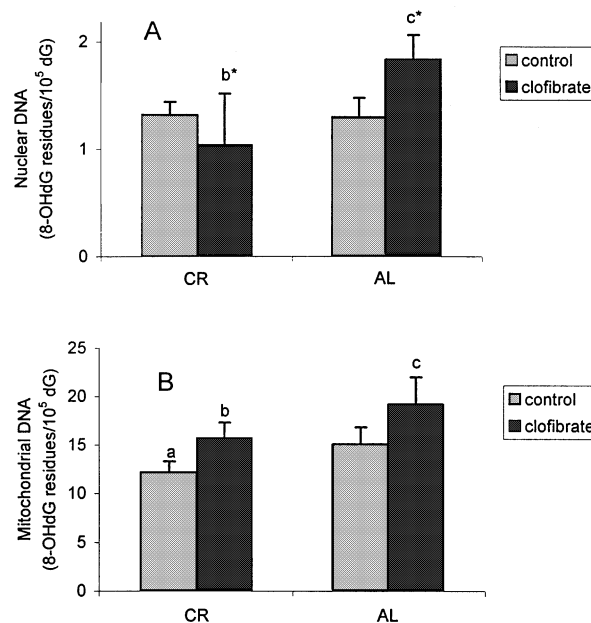 A
Nuclear DNA
(8-OHdG residues/10⁵ dG)
2
1
0
b*
c*
CR
AL
control
clofibrate
B
Mitochondrial DNA
(8-OHdG residues/10⁵ dG)
25
20
15
10
5
0
a
b
c
CR
AL
control
clofibrate